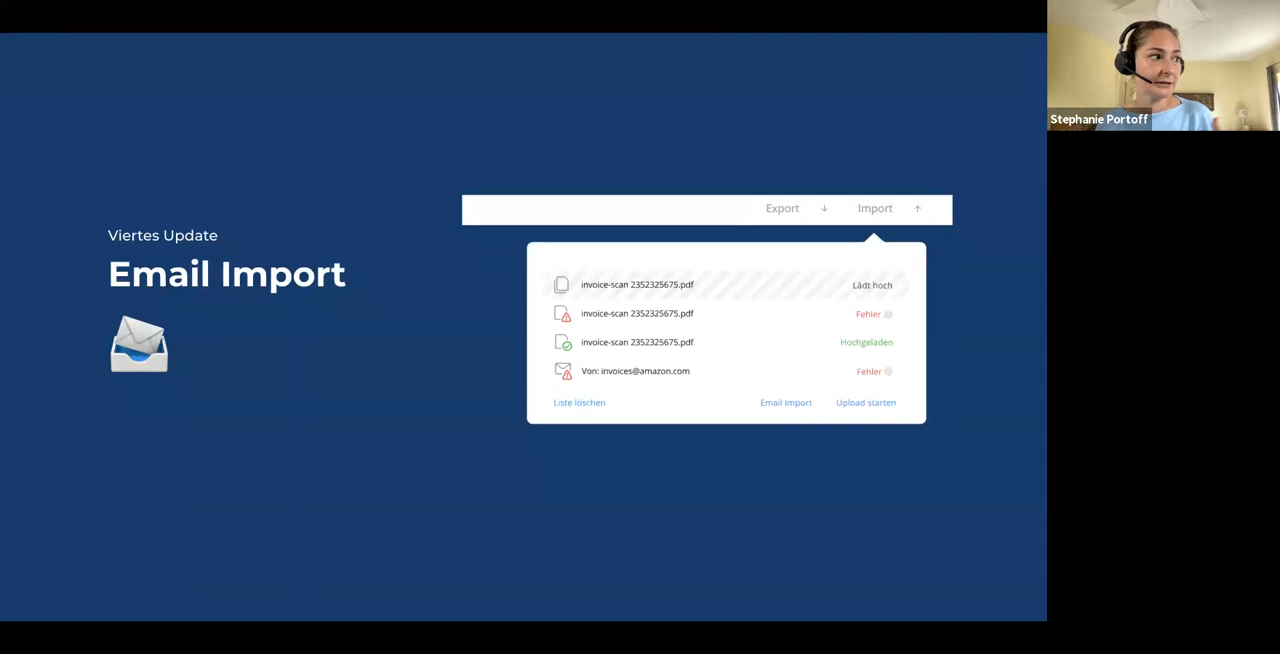 Viertes Update
Email Import
Export ↓ Import ↑
invoice-scan 2352325675.pdf Lädt hoch
invoice-scan 2352325675.pdf Fehler
invoice-scan 2352325675.pdf Hochgeladen
Von: invoices@amazon.com Fehler
Liste löschen Email Import Upload starten
Stephanie Portoff